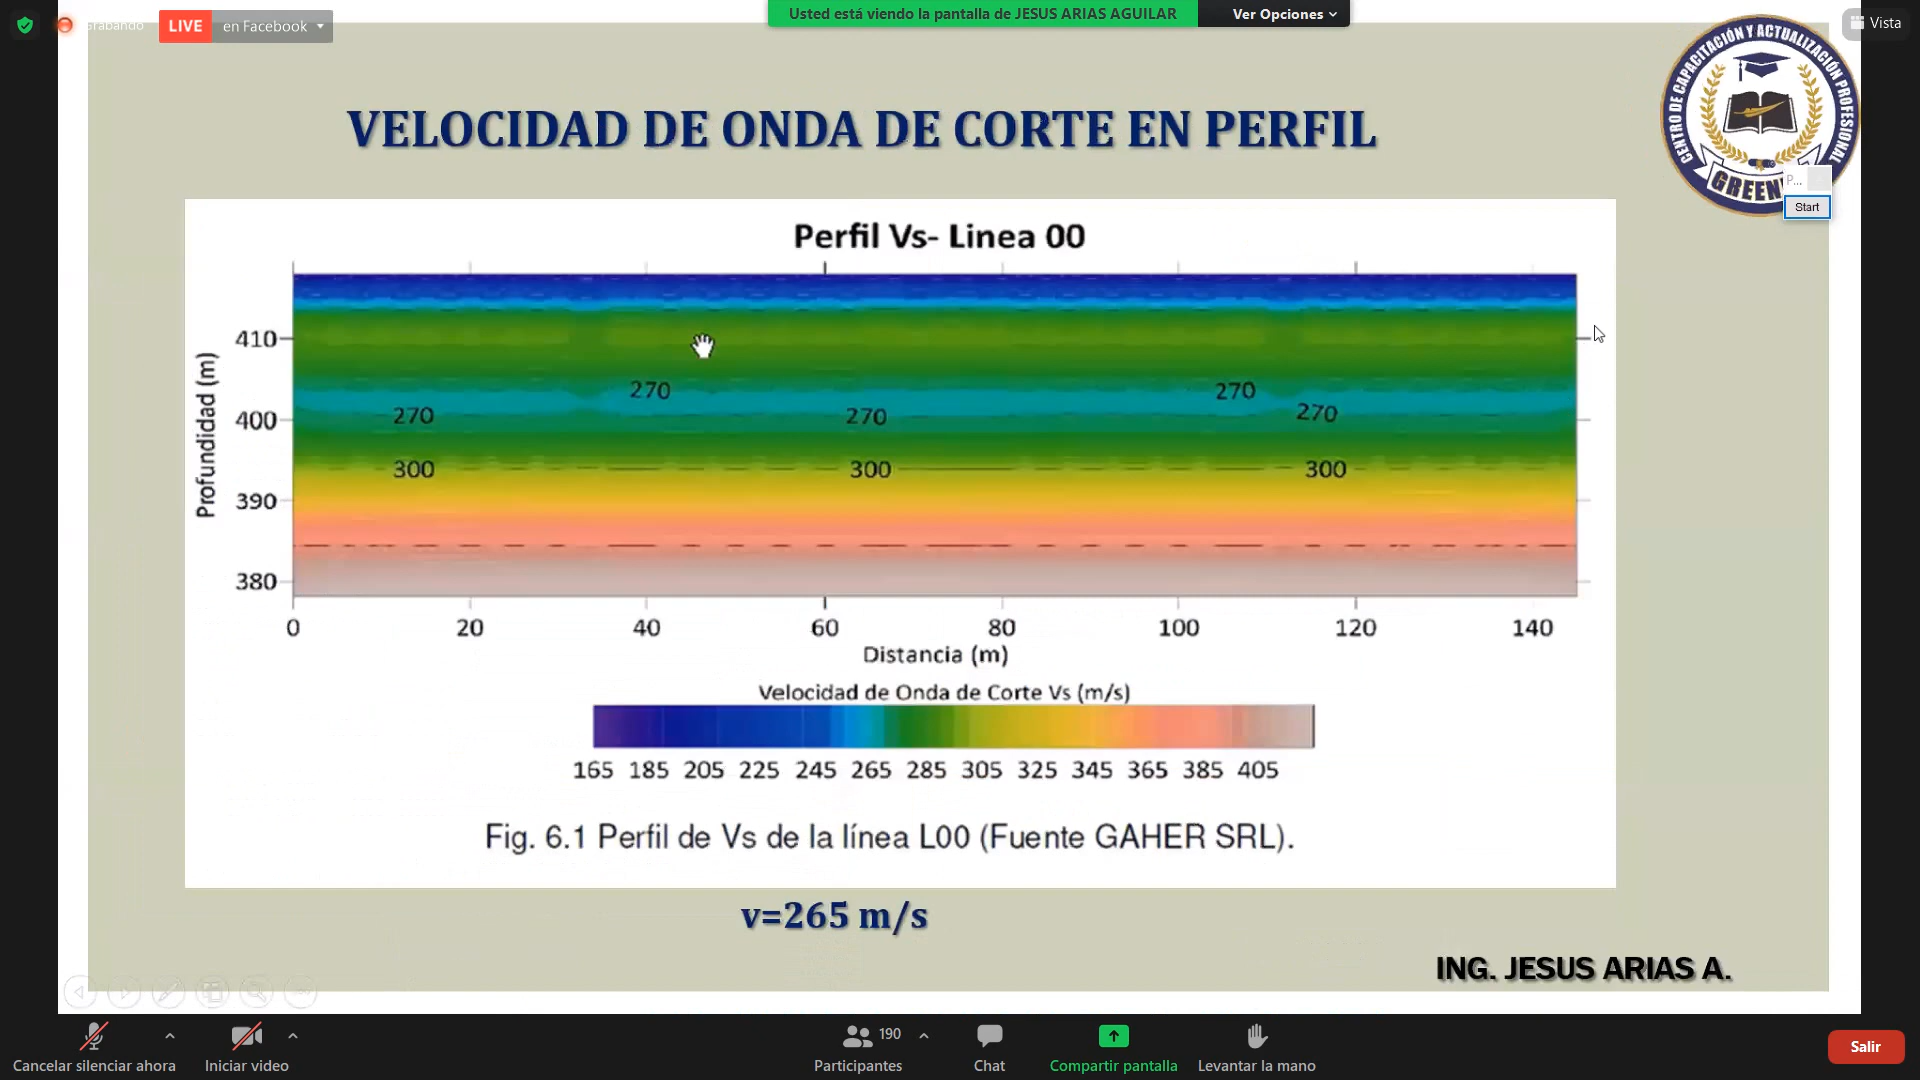 Grabando
LIVE en Facebook
Usted está viendo la pantalla de JESUS ARIAS AGUILAR
Ver Opciones
Vista
CENTRO DE CAPACITACIÓN Y ACTUALIZACIÓN PROFESIONAL
P...
Start
VELOCIDAD DE ONDA DE CORTE EN PERFIL
Perfil Vs- Linea 00
Profundidad (m)
410
400
390
380
270
270
270
270
270
300
300
300
0 20 40 60 80 100 120 140
Distancia (m)
Velocidad de Onda de Corte Vs (m/s)
165 185 205 225 245 265 285 305 325 345 365 385 405
Fig. 6.1 Perfil de Vs de la línea L00 (Fuente GAHER SRL).
v=265 m/s
ING. JESUS ARIAS A.
Cancelar silenciar ahora
Iniciar video
190
Participantes
Chat
Compartir pantalla
Levantar la mano
Salir